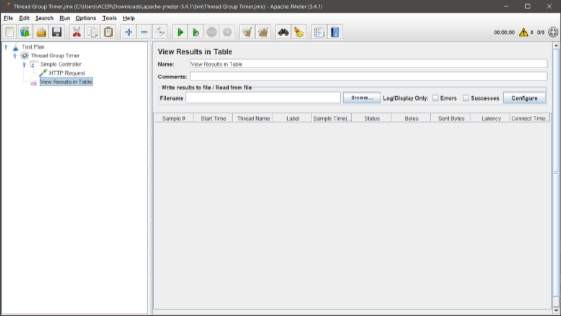 Thread Group Timer.jmx (C:\Users\ACER\Downloads\apache-jmeter-5.4.1\bin\Thread Group Timer.jmx) - Apache JMeter (5.4.1)
File Edit Search Run Options Tools Help
00:00:00 0 0/0
Test Plan
Thread Group Timer
Simple Controller
HTTP Request
View Results in Table
View Results in Table
Name: View Results in Table
Comments:
Write results to file / Read from file
Filename Browse... Log/Display Only: Errors Successes Configure
Sample # Start Time Thread Name Label Sample Time(... Status Bytes Sent Bytes Latency Connect Time...